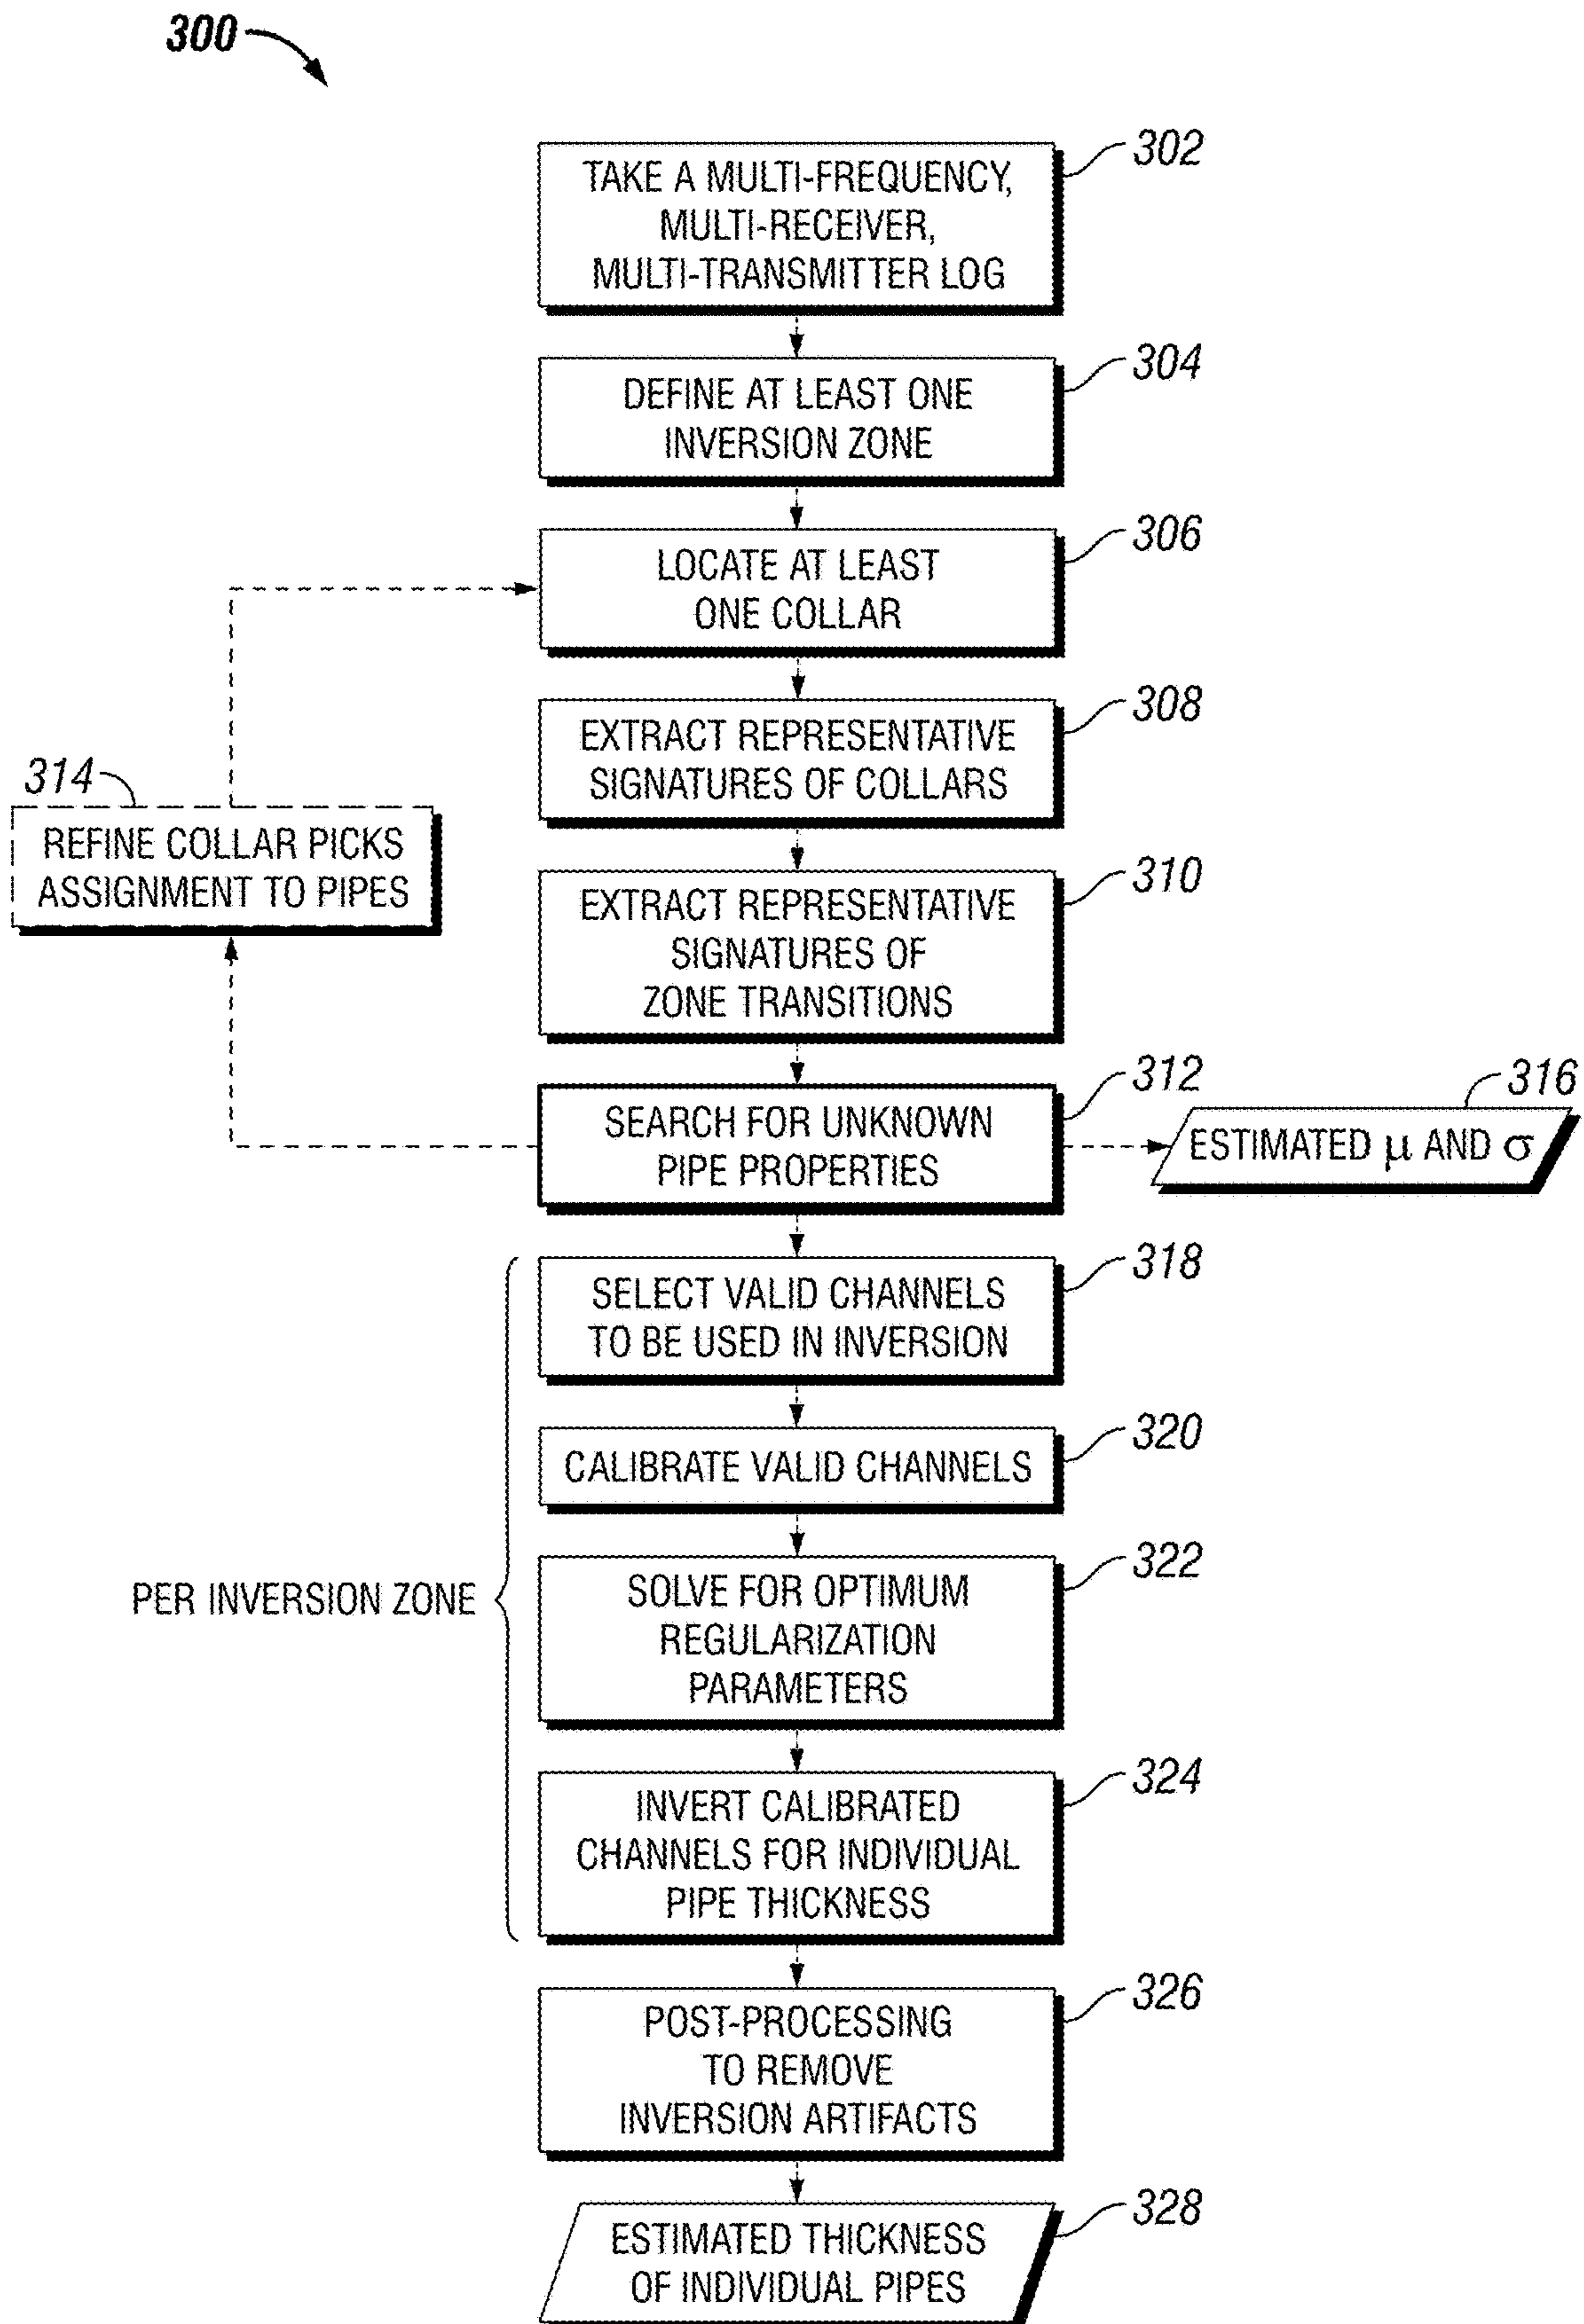 300
302
TAKE A MULTI-FREQUENCY,
MULTI-RECEIVER,
MULTI-TRANSMITTER LOG
304
DEFINE AT LEAST ONE
INVERSION ZONE
306
LOCATE AT LEAST
ONE COLLAR
308
EXTRACT REPRESENTATIVE
SIGNATURES OF COLLARS
314
REFINE COLLAR PICKS
ASSIGNMENT TO PIPES
310
EXTRACT REPRESENTATIVE
SIGNATURES OF
ZONE TRANSITIONS
312
SEARCH FOR UNKNOWN
PIPE PROPERTIES
316
ESTIMATED μ AND σ
318
SELECT VALID CHANNELS
TO BE USED IN INVERSION
320
CALIBRATE VALID CHANNELS
PER INVERSION ZONE
322
SOLVE FOR OPTIMUM
REGULARIZATION
PARAMETERS
324
INVERT CALIBRATED
CHANNELS FOR INDIVIDUAL
PIPE THICKNESS
326
POST-PROCESSING
TO REMOVE
INVERSION ARTIFACTS
328
ESTIMATED THICKNESS
OF INDIVIDUAL PIPES